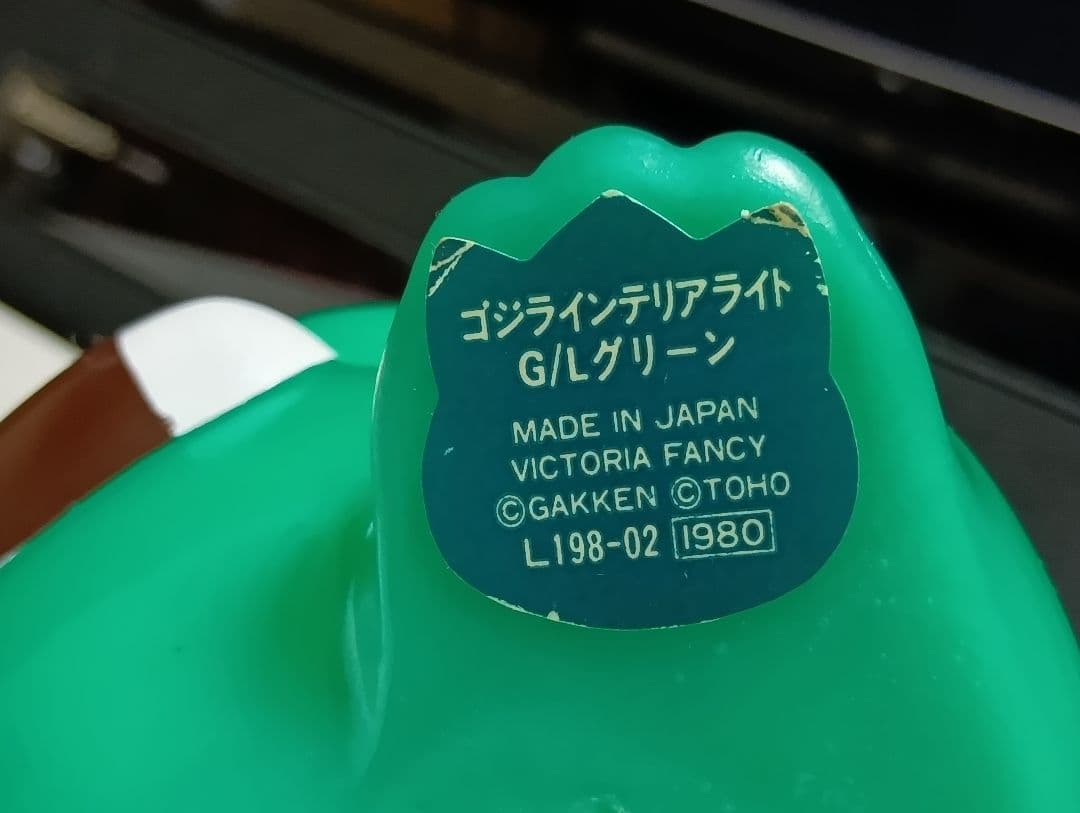 ゴジラインテリアライト
G/Lグリーン
MADE IN JAPAN
VICTORIA FANCY
©GAKKEN ©TOHO
L198-02 1980